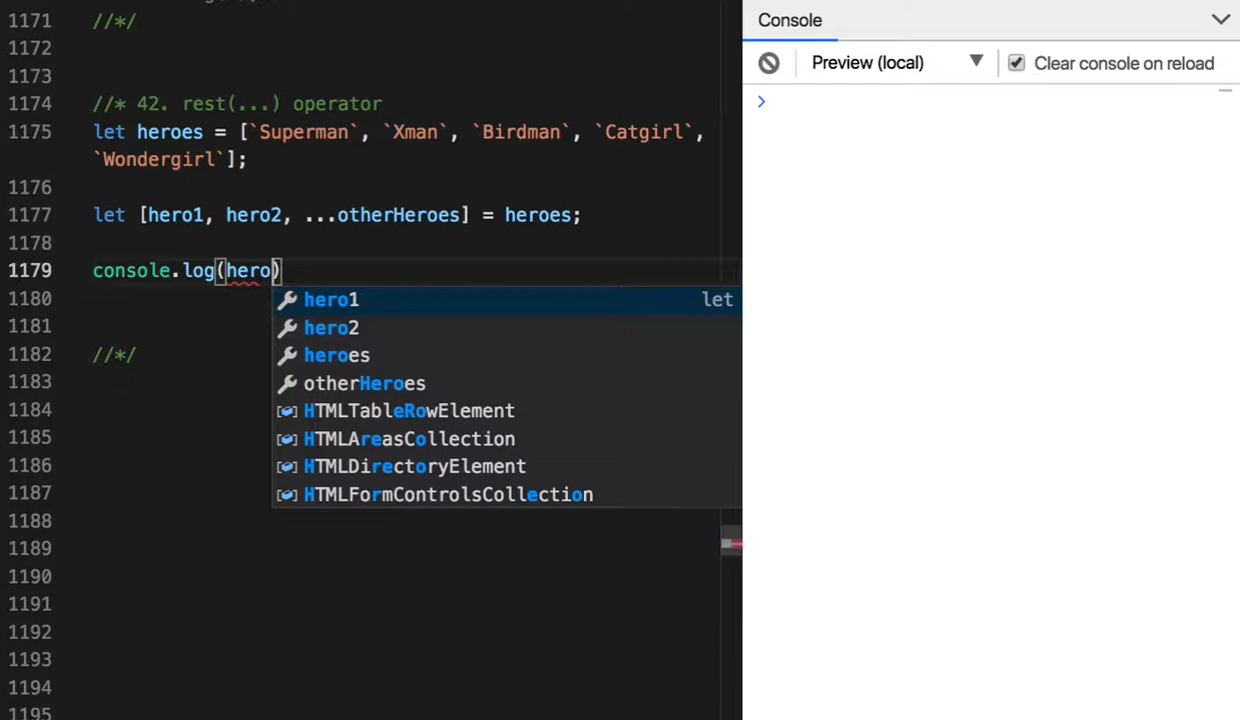 1171 //*/
1172
1173
1174 //* 42. rest(...) operator
1175 let heroes = [`Superman`, `Xman`, `Birdman`, `Catgirl`,
`Wondergirl`];
1176
1177 let [hero1, hero2, ...otherHeroes] = heroes;
1178
1179 console.log(hero)
1180
1181
1182 //*/
1183
1184
1185
1186
1187
1188
1189
1190
1191
1192
1193
1194
1195
hero1 let
hero2
heroes
otherHeroes
HTMLTableRowElement
HTMLAreasCollection
HTMLDirectoryElement
HTMLFormControlsCollection
Console
Preview (local) ▼ Clear console on reload
>